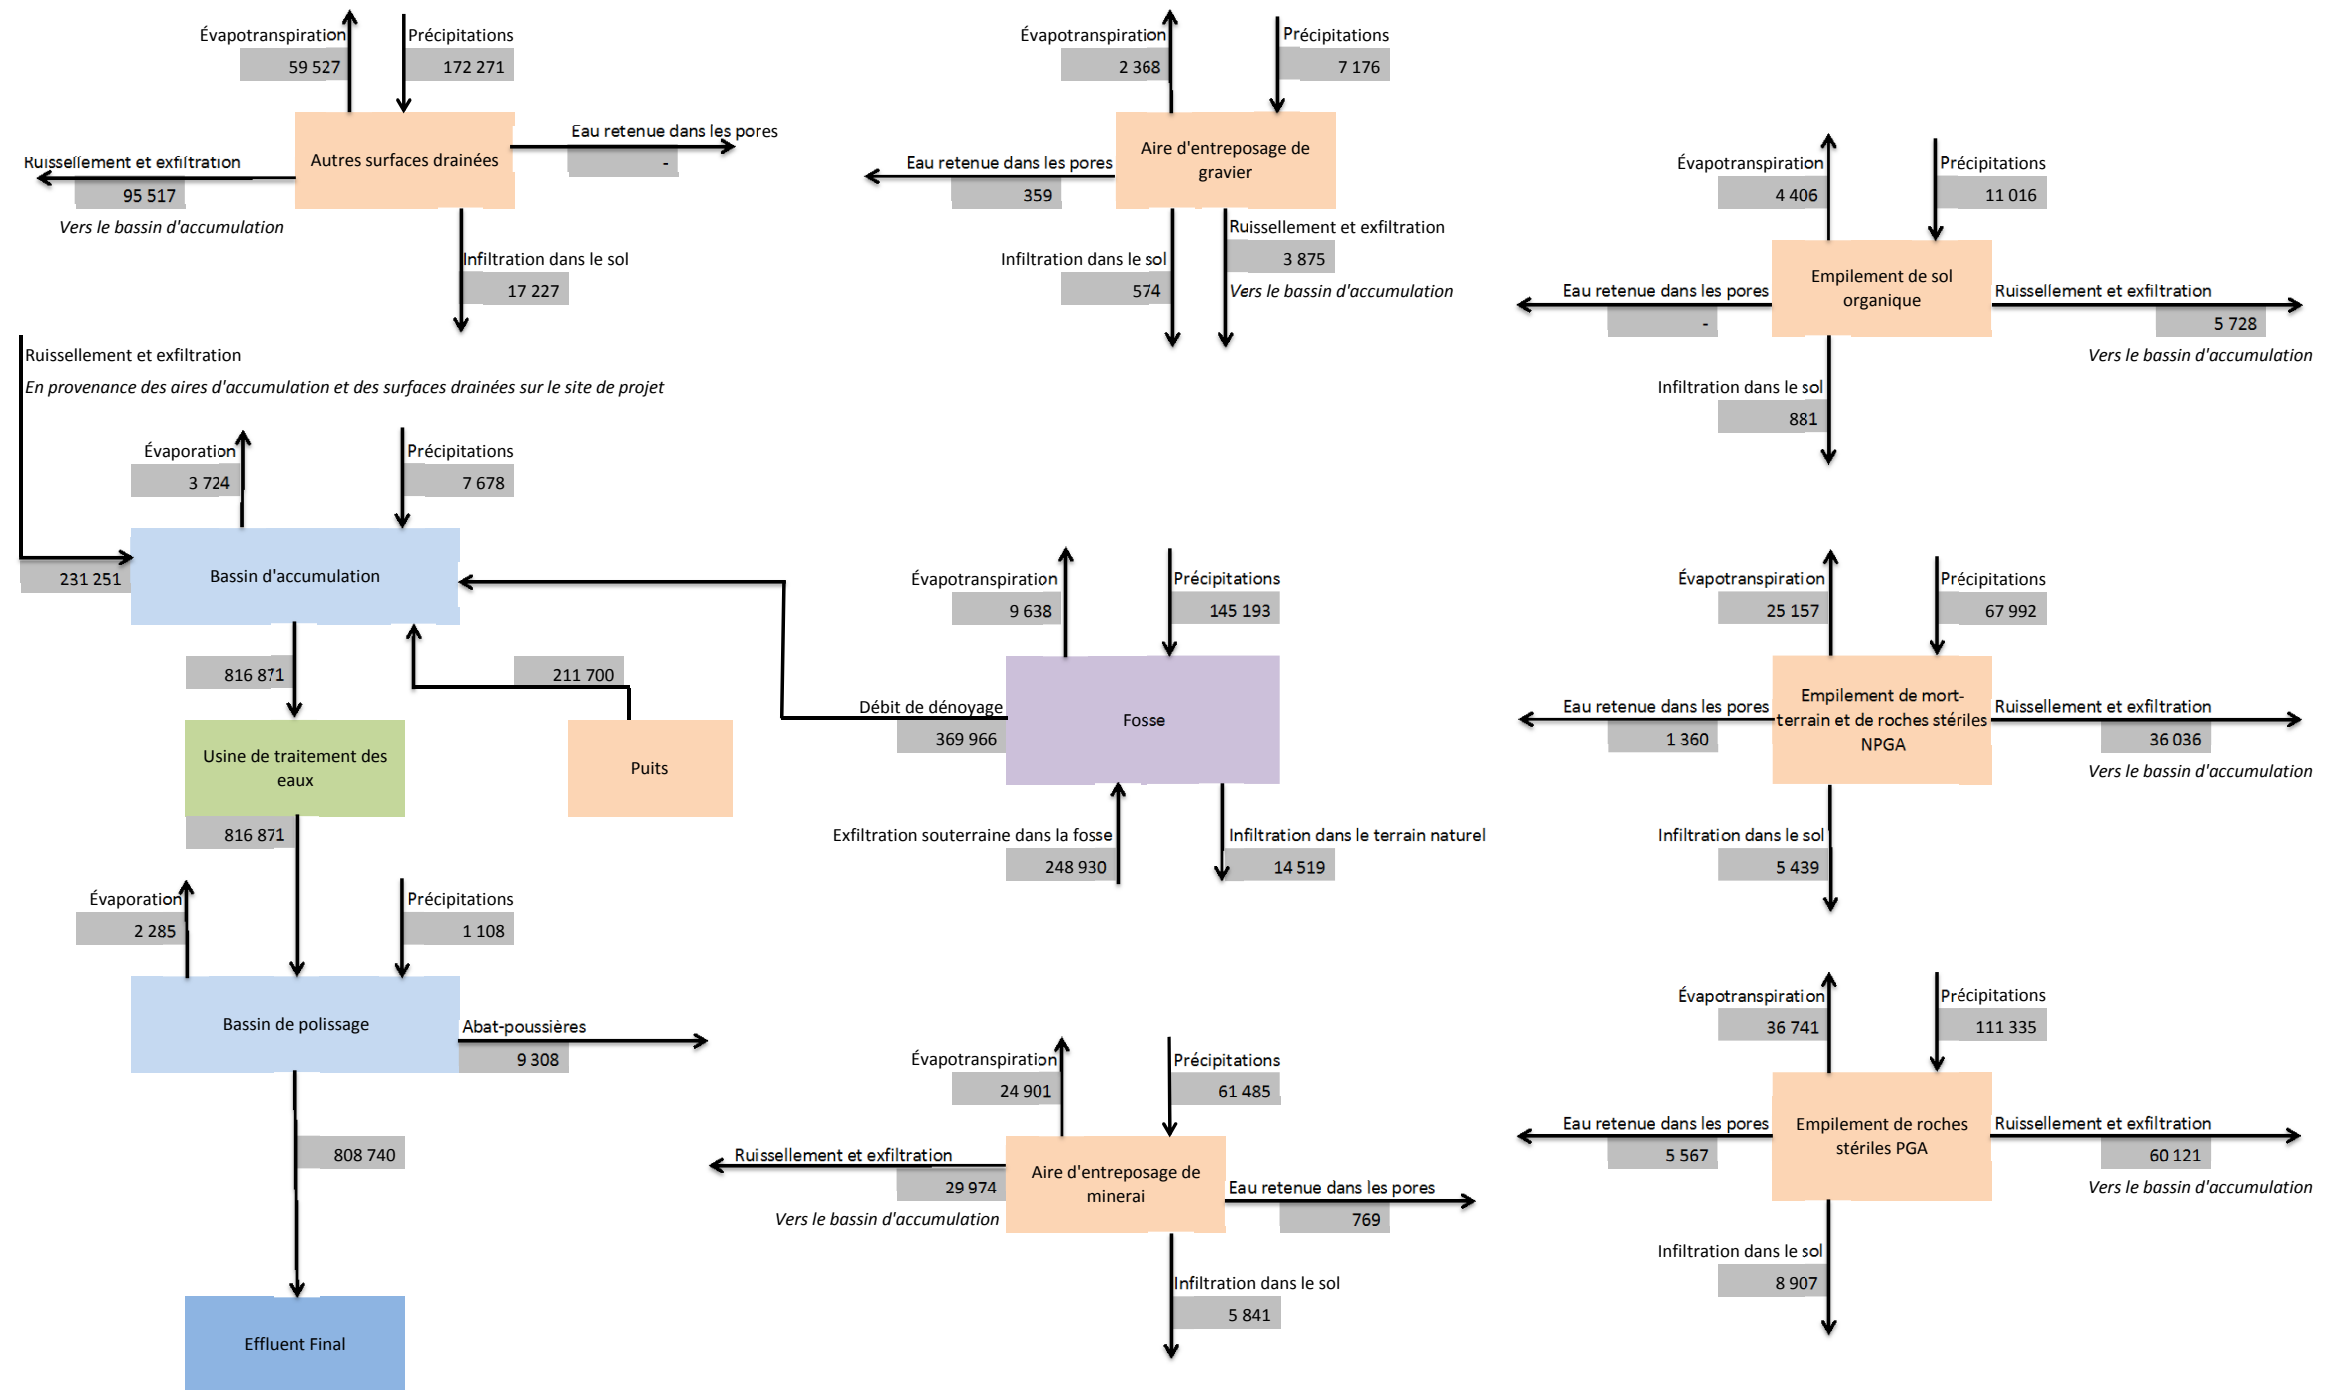 Évapotranspiration
59 527
Précipitations
172 271
Autres surfaces drainées
Eau retenue dans les pores
-
Ruissellement et exfiltration
95 517
Vers le bassin d'accumulation
Infiltration dans le sol
17 227
Évapotranspiration
2 368
Précipitations
7 176
Aire d'entreposage de
gravier
Eau retenue dans les pores
359
Infiltration dans le sol
574
Ruissellement et exfiltration
3 875
Vers le bassin d'accumulation
Évapotranspiration
4 406
Précipitations
11 016
Empilement de sol
organique
Eau retenue dans les pores
-
Ruissellement et exfiltration
5 728
Vers le bassin d'accumulation
Infiltration dans le sol
881
Ruissellement et exfiltration
En provenance des aires d'accumulation et des surfaces drainées sur le site de projet
Évaporation
3 724
Précipitations
7 678
231 251
Bassin d'accumulation
816 871
211 700
Usine de traitement des
eaux
Puits
816 871
Évapotranspiration
9 638
Précipitations
145 193
Débit de dénoyage
369 966
Fosse
Exfiltration souterraine dans la fosse
248 930
Infiltration dans le terrain naturel
14 519
Évapotranspiration
25 157
Précipitations
67 992
Eau retenue dans les pores
1 360
Empilement de mort-
terrain et de roches stériles
NPGA
Ruissellement et exfiltration
36 036
Vers le bassin d'accumulation
Infiltration dans le sol
5 439
Évaporation
2 285
Précipitations
1 108
Bassin de polissage
Abat-poussières
9 308
808 740
Effluent Final
Évapotranspiration
24 901
Précipitations
61 485
Ruissellement et exfiltration
29 974
Vers le bassin d'accumulation
Aire d'entreposage de
minerai
Eau retenue dans les pores
769
Infiltration dans le sol
5 841
Évapotranspiration
36 741
Précipitations
111 335
Eau retenue dans les pores
5 567
Empilement de roches
stériles PGA
Ruissellement et exfiltration
60 121
Vers le bassin d'accumulation
Infiltration dans le sol
8 907